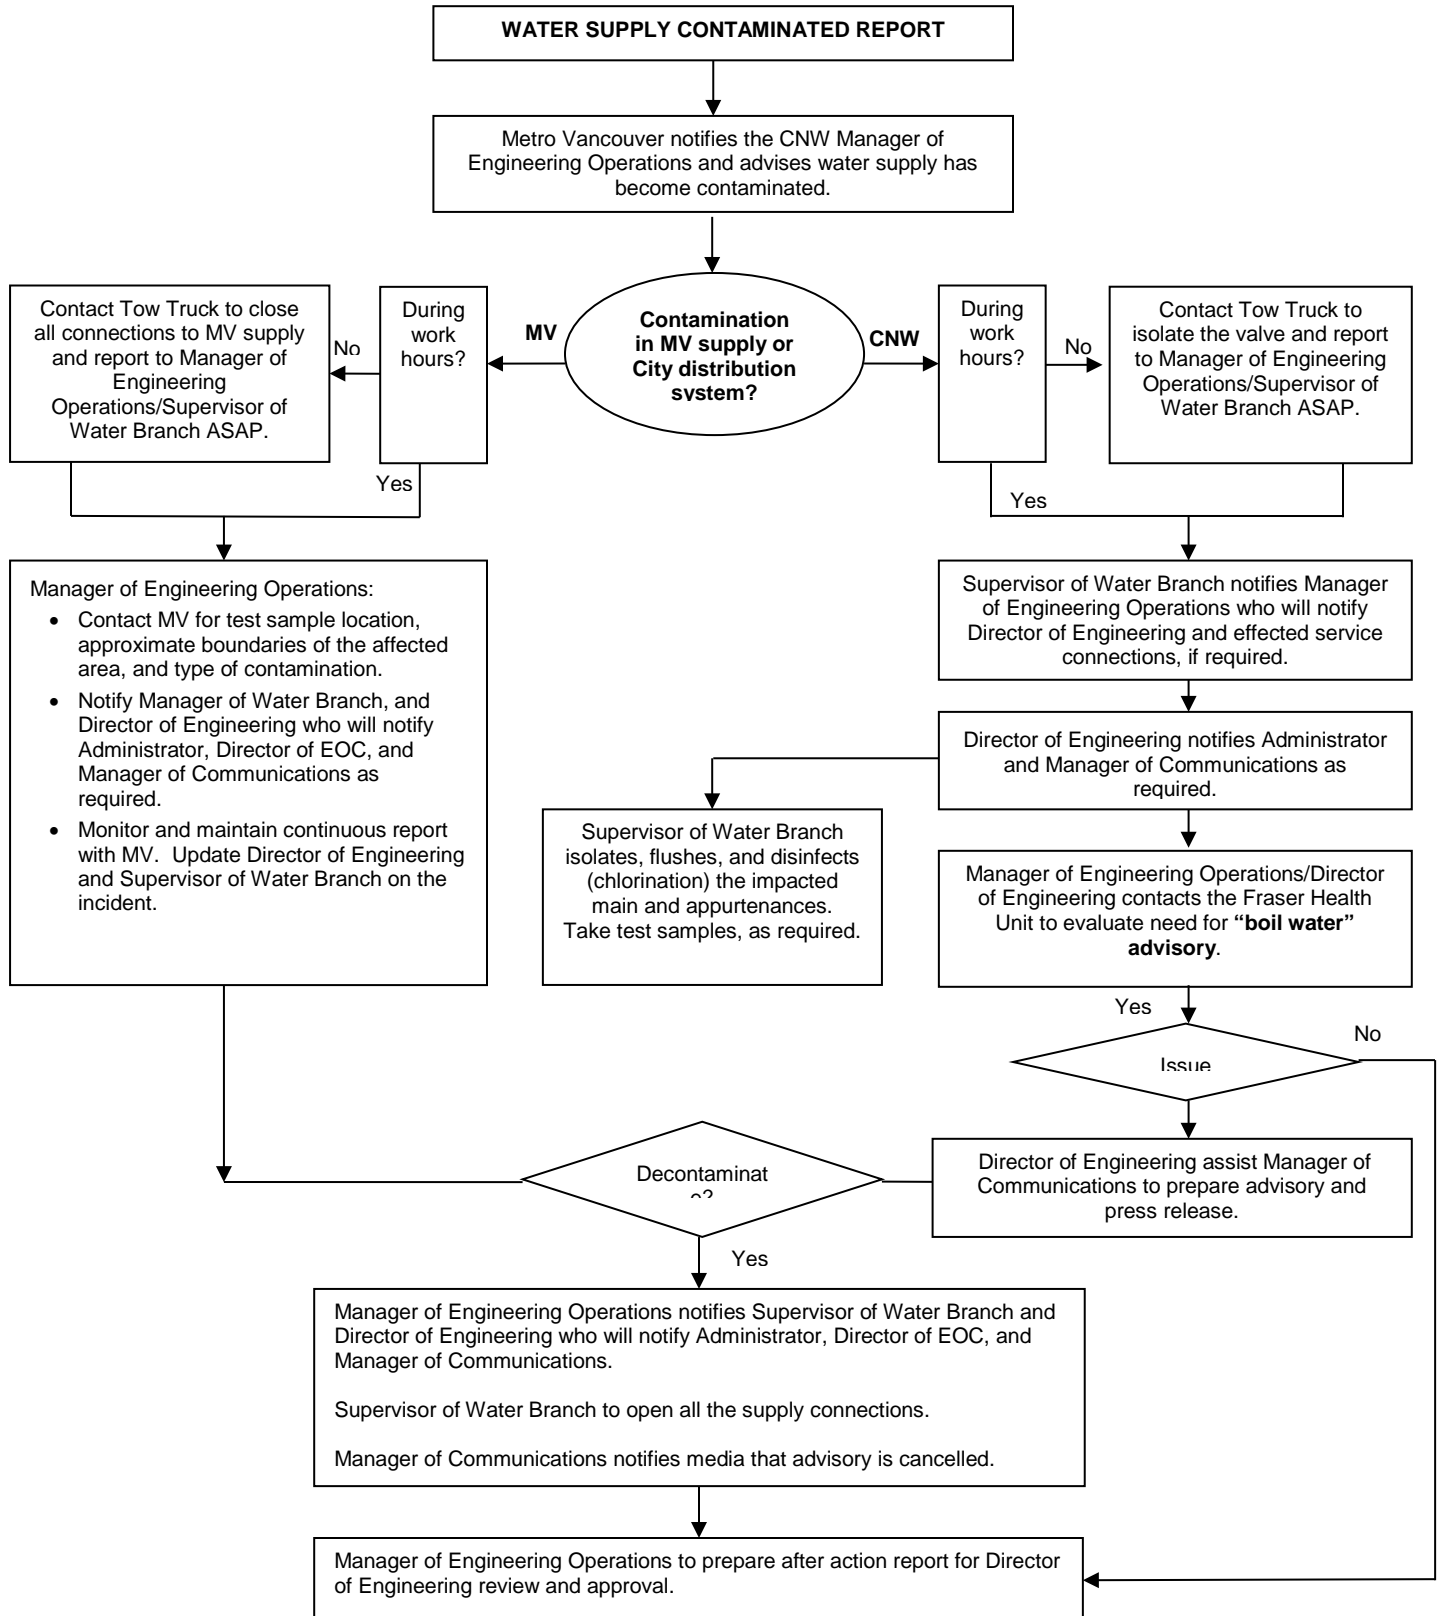 WATER SUPPLY CONTAMINATED REPORT
Metro Vancouver notifies the CNW Manager of
Engineering Operations and advises water supply has
become contaminated.
Contact Tow Truck to close
all connections to MV supply
and report to Manager of
Engineering
Operations/Supervisor of
Water Branch ASAP.
No
During
work
hours?
MV
Contamination
in MV supply or
City distribution
system?
CNW
During
work
hours?
No
Contact Tow Truck to
isolate the valve and report
to Manager of Engineering
Operations/Supervisor of
Water Branch ASAP.
Yes
Yes
Manager of Engineering Operations:
• Contact MV for test sample location,
approximate boundaries of the affected
area, and type of contamination.
• Notify Manager of Water Branch, and
Director of Engineering who will notify
Administrator, Director of EOC, and
Manager of Communications as
required.
• Monitor and maintain continuous report
with MV.  Update Director of Engineering
and Supervisor of Water Branch on the
incident.
Supervisor of Water Branch notifies Manager
of Engineering Operations who will notify
Director of Engineering and effected service
connections, if required.
Director of Engineering notifies Administrator
and Manager of Communications as
required.
Supervisor of Water Branch
isolates, flushes, and disinfects
(chlorination) the impacted
main and appurtenances.
Take test samples, as required.
Manager of Engineering Operations/Director
of Engineering contacts the Fraser Health
Unit to evaluate need for “boil water”
advisory.
Yes
No
Issue
Decontaminat
e?
Director of Engineering assist Manager of
Communications to prepare advisory and
press release.
Yes
Manager of Engineering Operations notifies Supervisor of Water Branch and
Director of Engineering who will notify Administrator, Director of EOC, and
Manager of Communications.
Supervisor of Water Branch to open all the supply connections.
Manager of Communications notifies media that advisory is cancelled.
Manager of Engineering Operations to prepare after action report for Director
of Engineering review and approval.